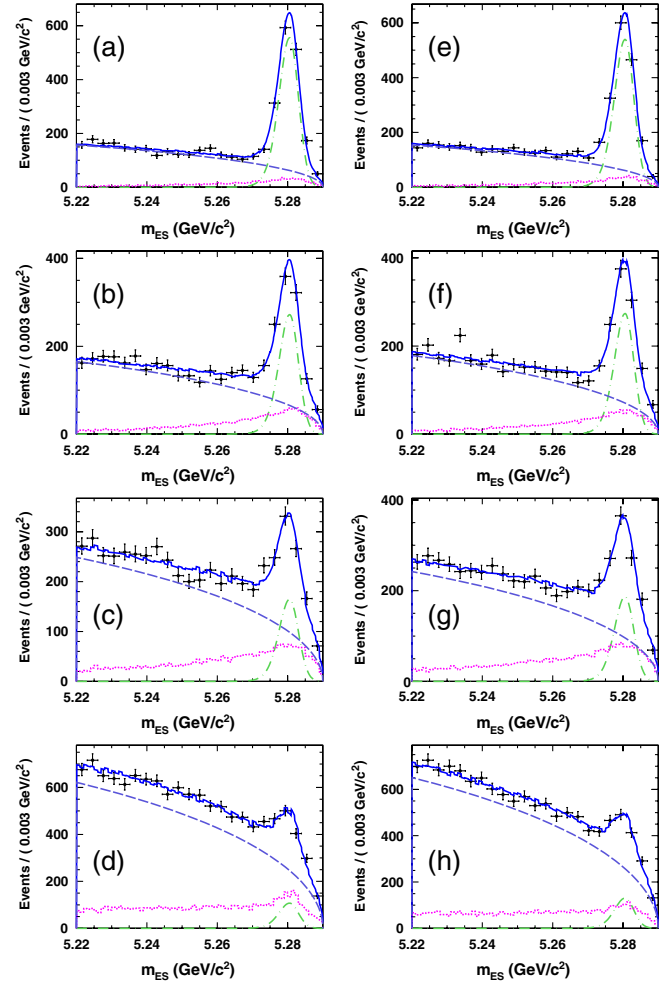 (a)
Events / ( 0.003 GeV/c²)
600
400
200
0
5.22 5.24 5.26 5.28
m_ES (GeV/c²)
(e)
Events / ( 0.003 GeV/c²)
600
400
200
0
5.22 5.24 5.26 5.28
m_ES (GeV/c²)
(b)
Events / ( 0.003 GeV/c²)
400
200
0
5.22 5.24 5.26 5.28
m_ES (GeV/c²)
(f)
Events / ( 0.003 GeV/c²)
400
200
0
5.22 5.24 5.26 5.28
m_ES (GeV/c²)
(c)
Events / ( 0.003 GeV/c²)
300
200
100
0
5.22 5.24 5.26 5.28
m_ES (GeV/c²)
(g)
Events / ( 0.003 GeV/c²)
400
200
0
5.22 5.24 5.26 5.28
m_ES (GeV/c²)
(d)
Events / ( 0.003 GeV/c²)
600
400
200
0
5.22 5.24 5.26 5.28
m_ES (GeV/c²)
(h)
Events / ( 0.003 GeV/c²)
600
400
200
0
5.22 5.24 5.26 5.28
m_ES (GeV/c²)